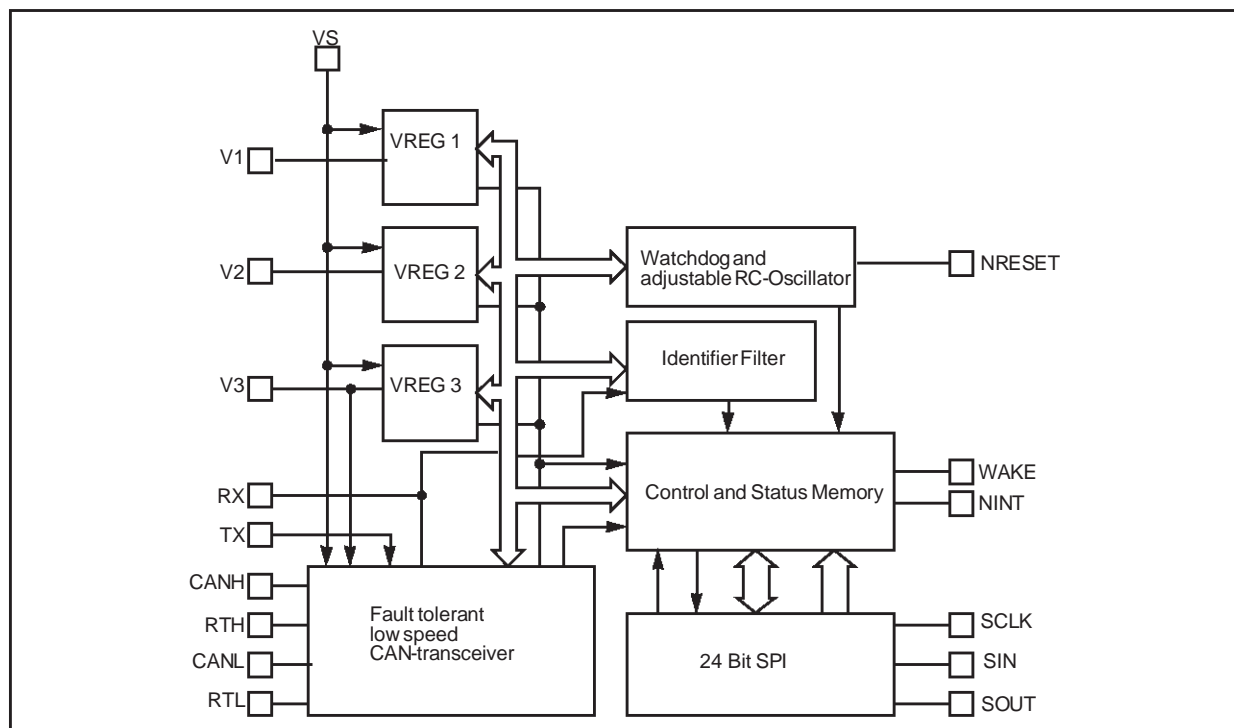 VS
V1
VREG 1
V2
VREG 2
Watchdog and
adjustable RC-Oscillator
NRESET
V3
VREG 3
Identifier Filter
RX
Control and Status Memory
WAKE
NINT
TX
CANH
RTH
CANL
RTL
Fault tolerant
low speed
CAN-transceiver
24 Bit SPI
SCLK
SIN
SOUT